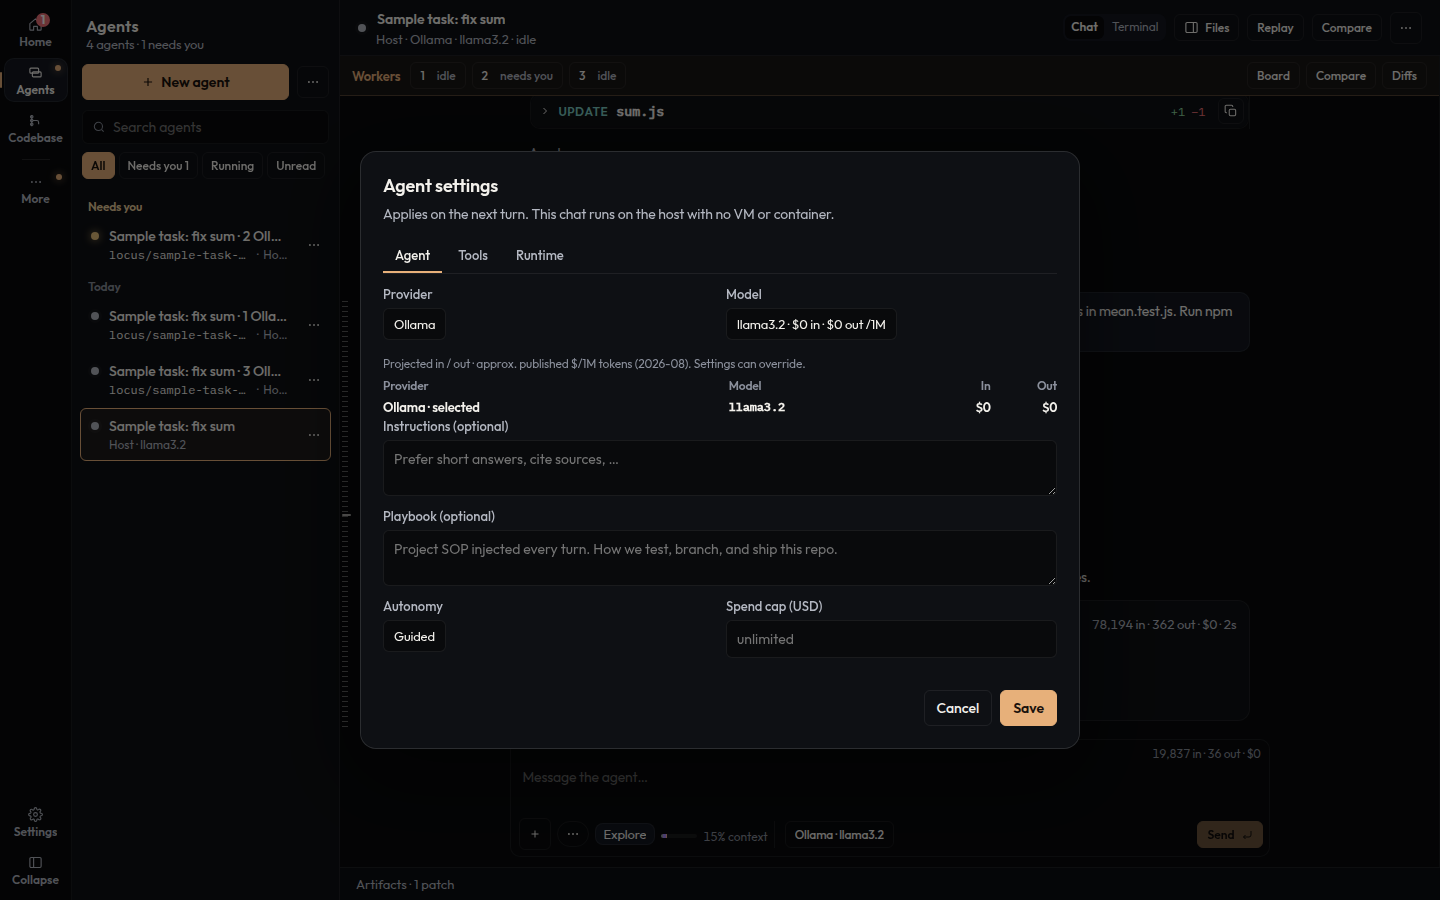 1
Home
Agents
Codebase
More
Settings
Collapse
Agents
4 agents · 1 needs you
+ New agent
Search agents
All
Needs you 1
Running
Unread
Needs you
Sample task: fix sum · 2 Oll...
locus/sample-task-… · Ho...
Today
Sample task: fix sum · 1 Olla...
locus/sample-task-… · Ho...
Sample task: fix sum · 3 Oll...
locus/sample-task-… · Ho...
Sample task: fix sum
Host · llama3.2
Sample task: fix sum
Host · Ollama · llama3.2 · idle
Chat
Terminal
Files
Replay
Compare
Workers
1 idle
2 needs you
3 idle
Board
Compare
Diffs
UPDATE sum.js
+1 −1
s in mean.test.js. Run npm
Agent settings
Applies on the next turn. This chat runs on the host with no VM or container.
Agent
Tools
Runtime
Provider
Model
Ollama
llama3.2 · $0 in · $0 out /1M
Projected in / out · approx. published $/1M tokens (2026-08). Settings can override.
Provider Model In Out
Ollama · selected llama3.2 $0 $0
Instructions (optional)
Prefer short answers, cite sources, …
Playbook (optional)
Project SOP injected every turn. How we test, branch, and ship this repo.
Autonomy
Spend cap (USD)
Guided
unlimited
Cancel
Save
78,194 in · 362 out · $0 · 2s
19,837 in · 36 out · $0
Message the agent…
+
Explore
15% context
Ollama · llama3.2
Send
Artifacts · 1 patch